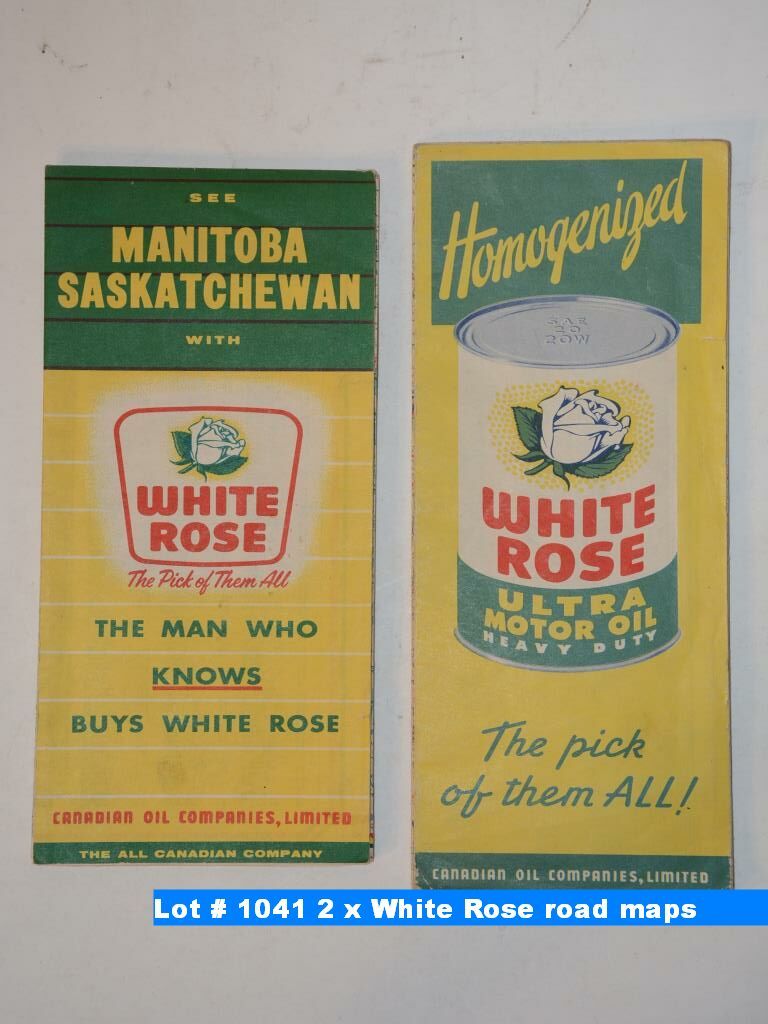 SEE
MANITOBA
SASKATCHEWAN
WITH
WHITE
ROSE
The Pick of Them All
THE MAN WHO
KNOWS
BUYS WHITE ROSE
CANADIAN OIL COMPANIES, LIMITED
THE ALL CANADIAN COMPANY
Homogenized
SAE
20
20W
WHITE
ROSE
ULTRA
MOTOR OIL
HEAVY DUTY
The pick
of them ALL!
CANADIAN OIL COMPANIES, LIMITED
Lot # 1041 2 x White Rose road maps